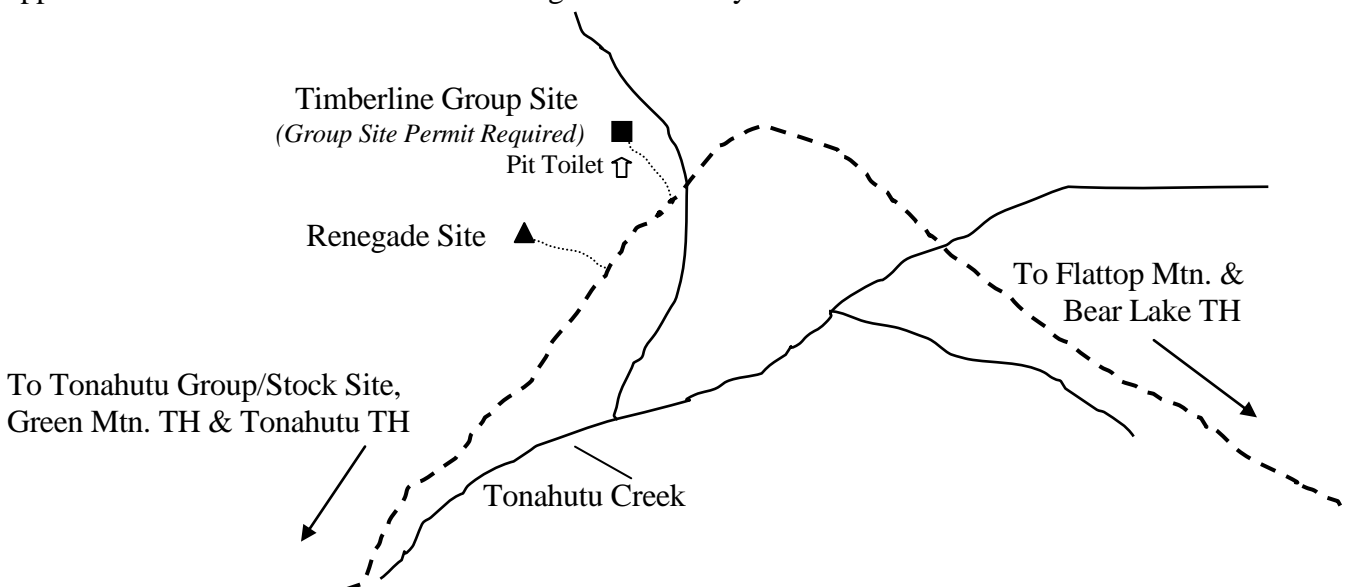 Timberline Group Site
(Group Site Permit Required)
Pit Toilet
Renegade Site
To Flattop Mtn. &
Bear Lake TH
To Tonahutu Group/Stock Site,
Green Mtn. TH & Tonahutu TH
Tonahutu Creek